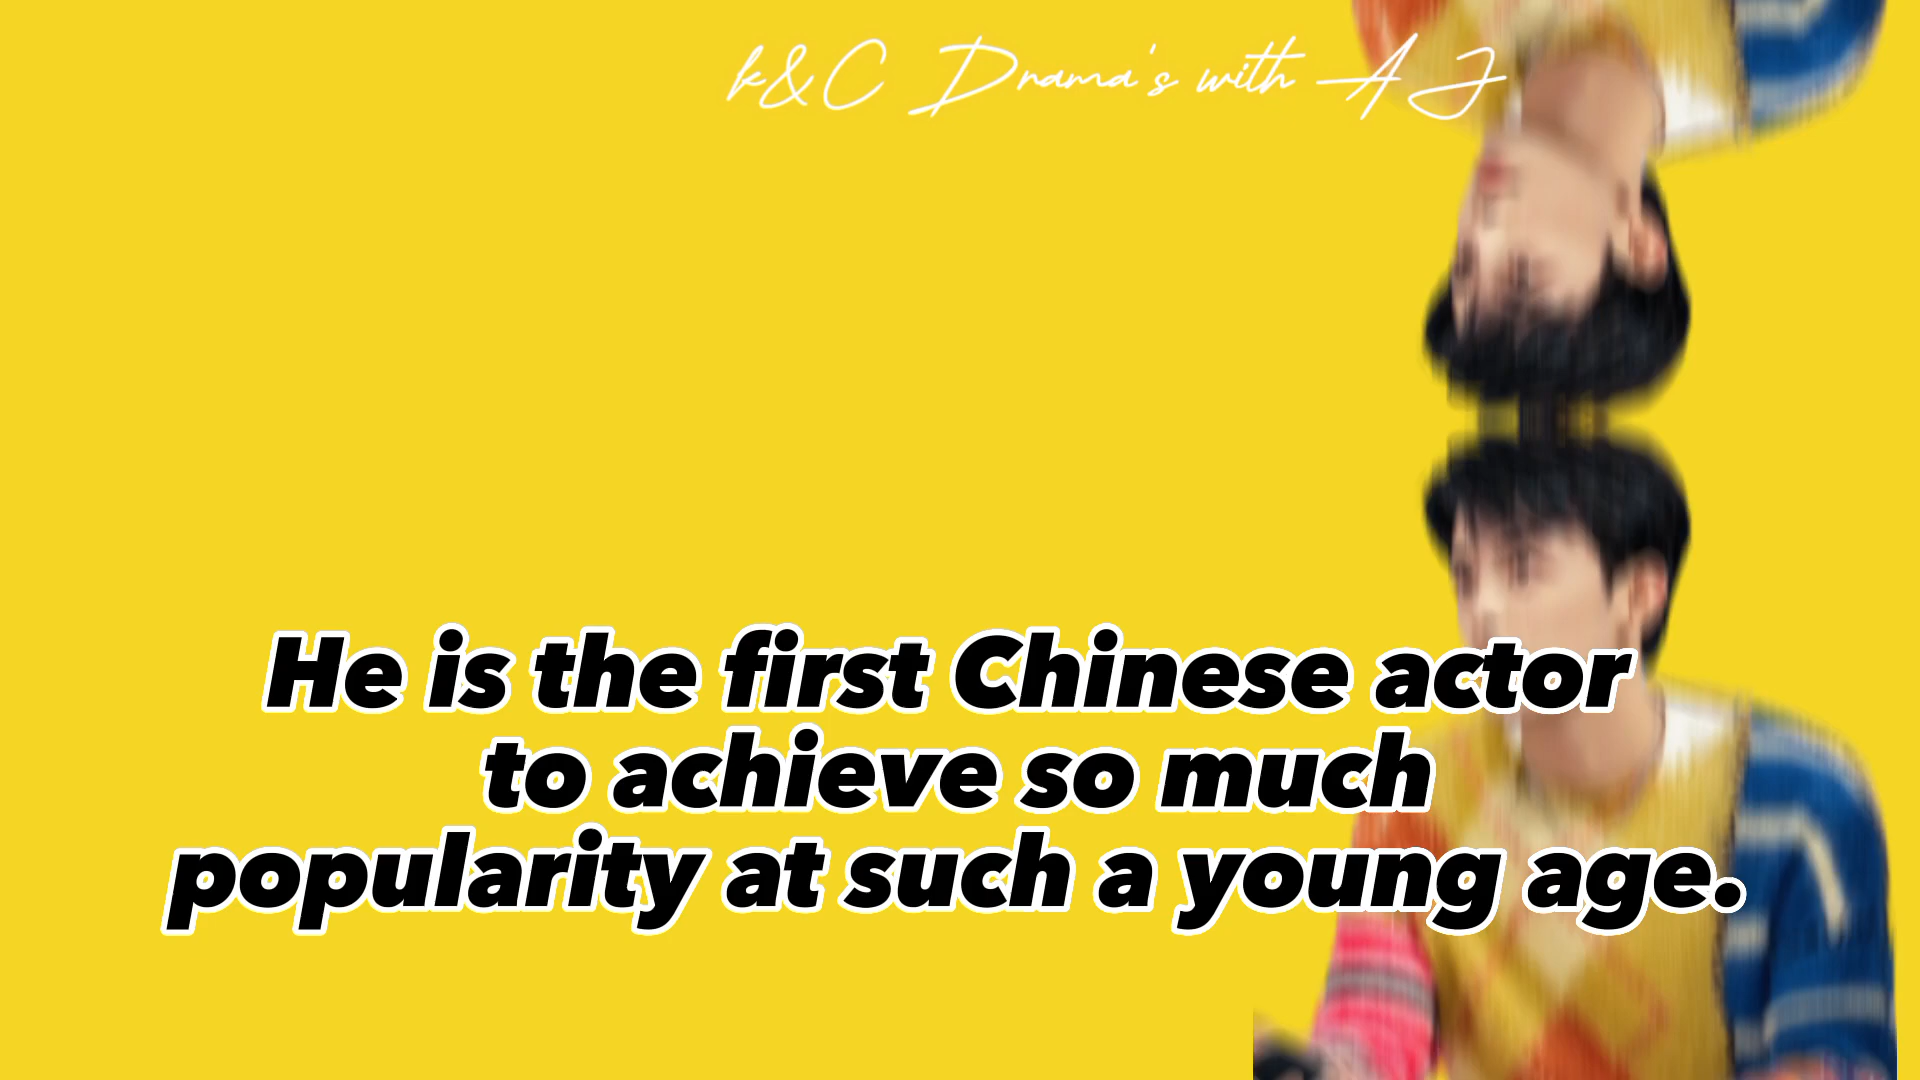 k&C Drama's with AJ
He is the first Chinese actor
to achieve so much
popularity at such a young age.